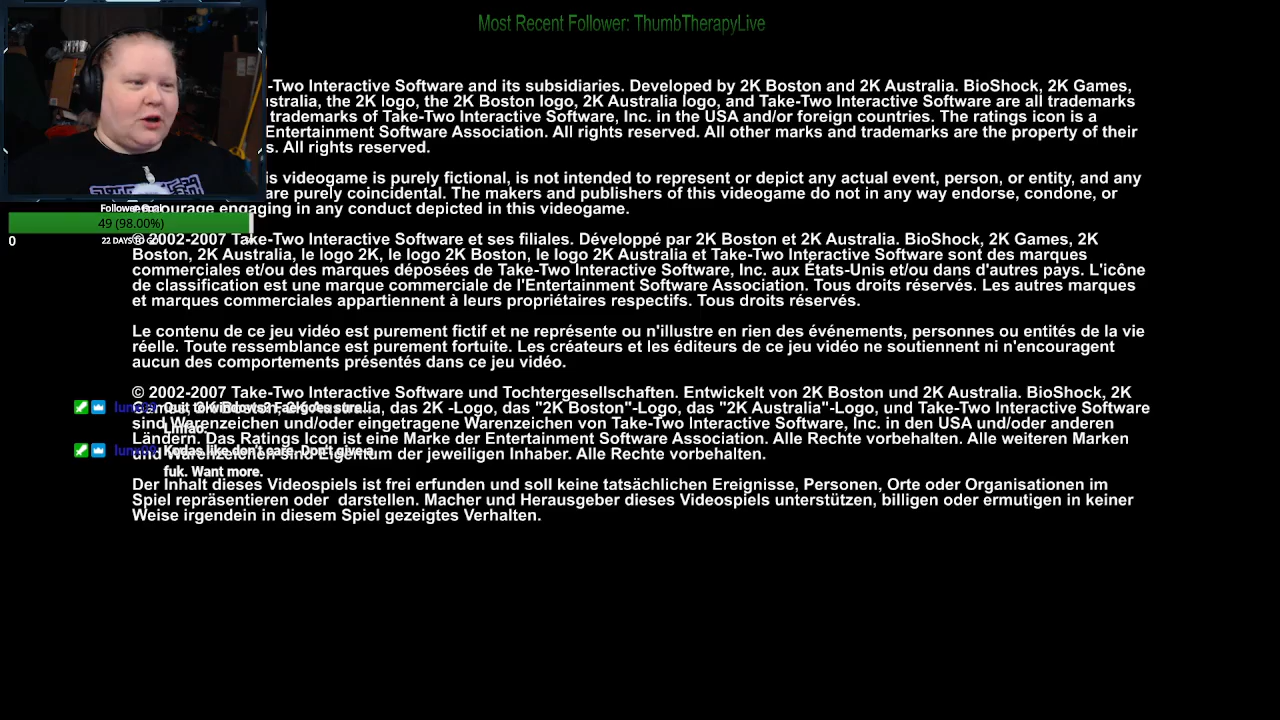 Most Recent Follower: ThumbTherapyLive
-Two Interactive Software and its subsidiaries. Developed by 2K Boston and 2K Australia. BioShock, 2K Games,
ustralia, the 2K logo, the 2K Boston logo, 2K Australia logo, and Take-Two Interactive Software are all trademarks
trademarks of Take-Two Interactive Software, Inc. in the USA and/or foreign countries. The ratings icon is a
Entertainment Software Association. All rights reserved. All other marks and trademarks are the property of their
s. All rights reserved.
is videogame is purely fictional, is not intended to represent or depict any actual event, person, or entity, and any
are purely coincidental. The makers and publishers of this videogame do not in any way endorse, condone, or
engaging in any conduct depicted in this videogame.
Follower Goal
49 (98.00%)
0
22 DAYS TO GO
© 2002-2007 Take-Two Interactive Software et ses filiales. Développé par 2K Boston et 2K Australia. BioShock, 2K Games, 2K
Boston, 2K Australia, le logo 2K, le logo 2K Boston, le logo 2K Australia et Take-Two Interactive Software sont des marques
commerciales et/ou des marques déposées de Take-Two Interactive Software, Inc. aux États-Unis et/ou dans d'autres pays. L'icône
de classification est une marque commerciale de l'Entertainment Software Association. Tous droits réservés. Les autres marques
et marques commerciales appartiennent à leurs propriétaires respectifs. Tous droits réservés.
Le contenu de ce jeu vidéo est purement fictif et ne représente ou n'illustre en rien des événements, personnes ou entités de la vie
réelle. Toute ressemblance est purement fortuite. Les créateurs et les éditeurs de ce jeu vidéo ne soutiennent ni n'encouragent
aucun des comportements présentés dans ce jeu vidéo.
© 2002-2007 Take-Two Interactive Software und Tochtergesellschaften. Entwickelt von 2K Boston und 2K Australia. BioShock, 2K
das 2K -Logo, das "2K Boston"-Logo, das "2K Australia"-Logo, und Take-Two Interactive Software
sind Warenzeichen und/oder eingetragene Warenzeichen von Take-Two Interactive Software, Inc. in den USA und/oder anderen
Lmfao.
Ländern. Das Ratings Icon ist eine Marke der Entertainment Software Association. Alle Rechte vorbehalten. Alle weiteren Marken
und Warenzeichen sind Eigentum der jeweiligen Inhaber. Alle Rechte vorbehalten.
Kodas like don't care. Don't give a
fuk. Want more.
Der Inhalt dieses Videospiels ist frei erfunden und soll keine tatsächlichen Ereignisse, Personen, Orte oder Organisationen im
Spiel repräsentieren oder darstellen. Macher und Herausgeber dieses Videospiels unterstützen, billigen oder ermutigen in keiner
Weise irgendein in diesem Spiel gezeigtes Verhalten.